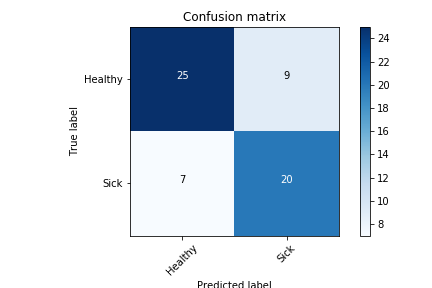 Confusion matrix
Healthy
25
9
Sick
7
20
True label
Healthy
Sick
Predicted label
24
22
20
18
16
14
12
10
8